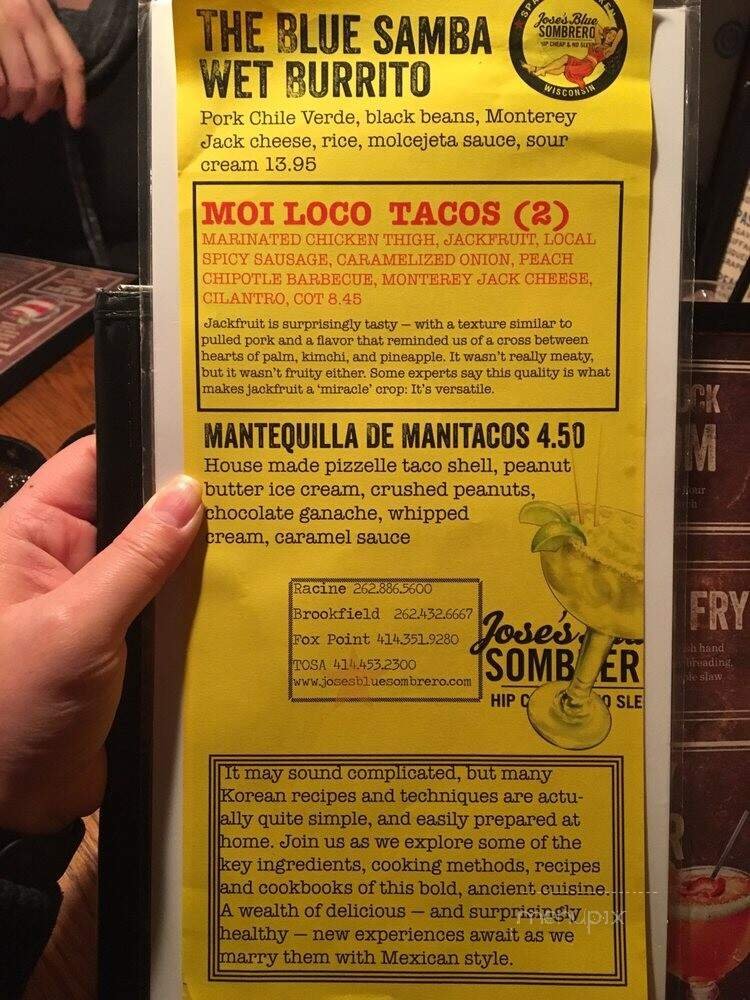 THE BLUE SAMBA
WET BURRITO
Jose's Blue
SOMBRERO
WISCONSIN
Pork Chile Verde, black beans, Monterey
Jack cheese, rice, molcejeta sauce, sour
cream 13.95
MOI LOCO TACOS (2)
MARINATED CHICKEN THIGH, JACKFRUIT, LOCAL
SPICY SAUSAGE, CARAMELIZED ONION, PEACH
CHIPOTLE BARBECUE, MONTEREY JACK CHEESE,
CILANTRO, COT 8.45
Jackfruit is surprisingly tasty — with a texture similar to
pulled pork and a flavor that reminded us of a cross between
hearts of palm, kimchi, and pineapple. It wasn't really meaty,
but it wasn't fruity either. Some experts say this quality is what
makes jackfruit a 'miracle' crop: It's versatile.
MANTEQUILLA DE MANITACOS 4.50
House made pizzelle taco shell, peanut
butter ice cream, crushed peanuts,
chocolate ganache, whipped
cream, caramel sauce
Racine 262.886.5600
Brookfield 262.432.6667
Fox Point 414.351.9280
TOSA 414.453.2300
www.josesbluesombrero.com
Jose's
SOMB ER
HIP C O SLE
It may sound complicated, but many
Korean recipes and techniques are actu-
ally quite simple, and easily prepared at
home. Join us as we explore some of the
key ingredients, cooking methods, recipes
and cookbooks of this bold, ancient cuisine.
A wealth of delicious — and surprisingly
healthy — new experiences await as we
marry them with Mexican style.
menupix
FRY